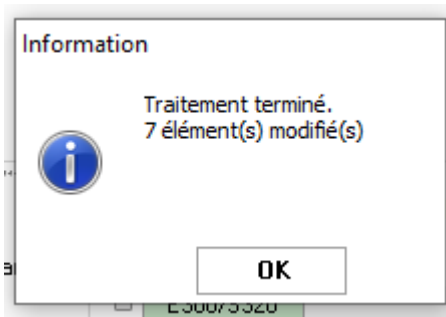 Information
Traitement terminé.
7 élément(s) modifié(s)
OK